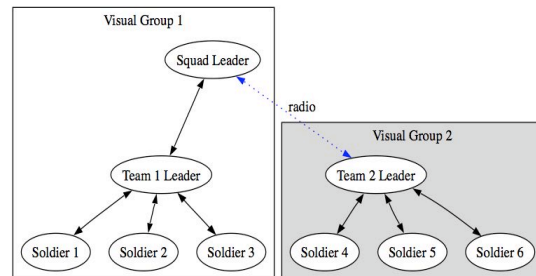 Visual Group 1
Squad Leader
radio
Visual Group 2
Team 1 Leader
Team 2 Leader
Soldier 1
Soldier 2
Soldier 3
Soldier 4
Soldier 5
Soldier 6